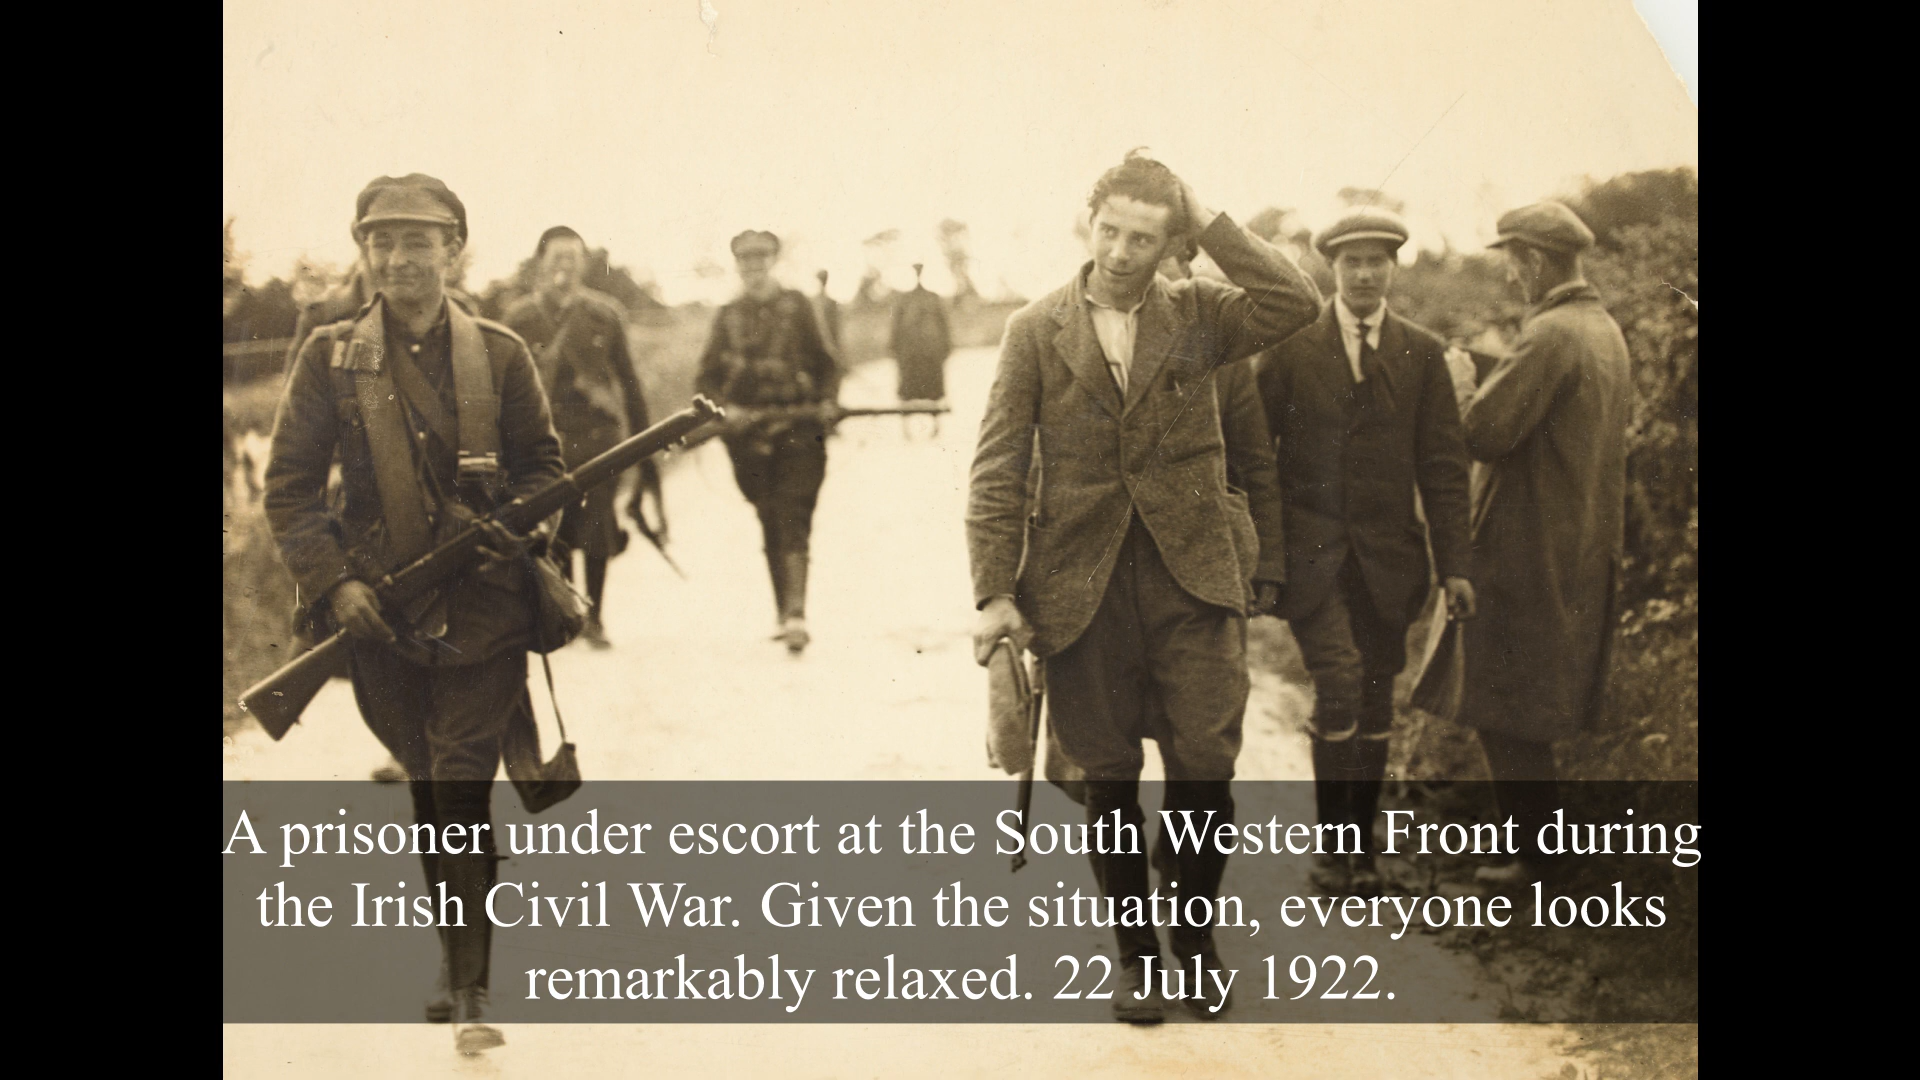 A prisoner under escort at the South Western Front during
the Irish Civil War. Given the situation, everyone looks
remarkably relaxed. 22 July 1922.